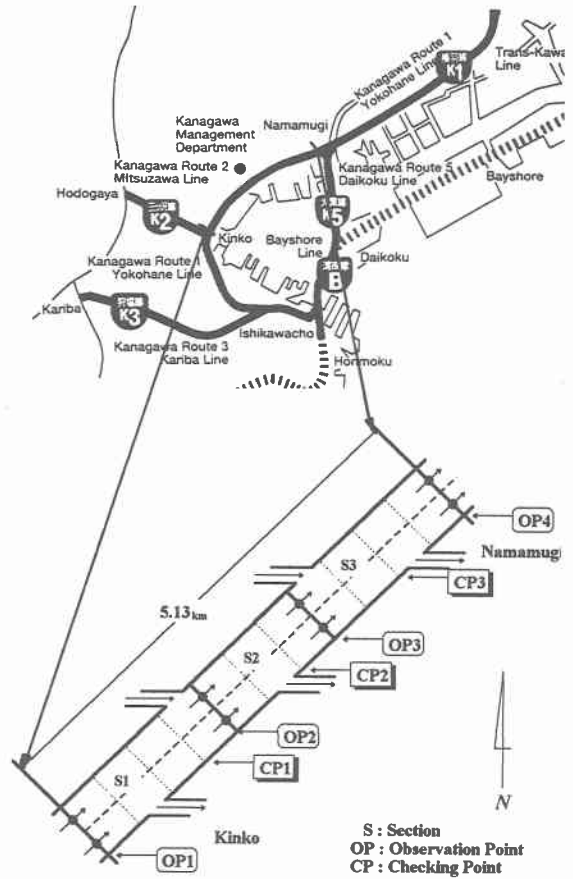 Kanagawa Route 1
Yokohane Line
K1
Trans-Kawa
Line
Kanagawa
Management
Department
Namamugi
Kanagawa Route 2
Mitsuzawa Line
Kanagawa Route 5
Daikoku Line
Bayshore
Hodogaya
K2
K5
Kinko
Bayshore
Line
Daikoku
Kanagawa Route 1
Yokohane Line
B
Kariba
K3
Ishikawacho
Kanagawa Route 3
Kariba Line
Honmoku
OP4
Namamugi
S3
CP3
5.13km
OP3
S2
CP2
OP2
S1
CP1
N
Kinko
OP1
S : Section
OP : Observation Point
CP : Checking Point